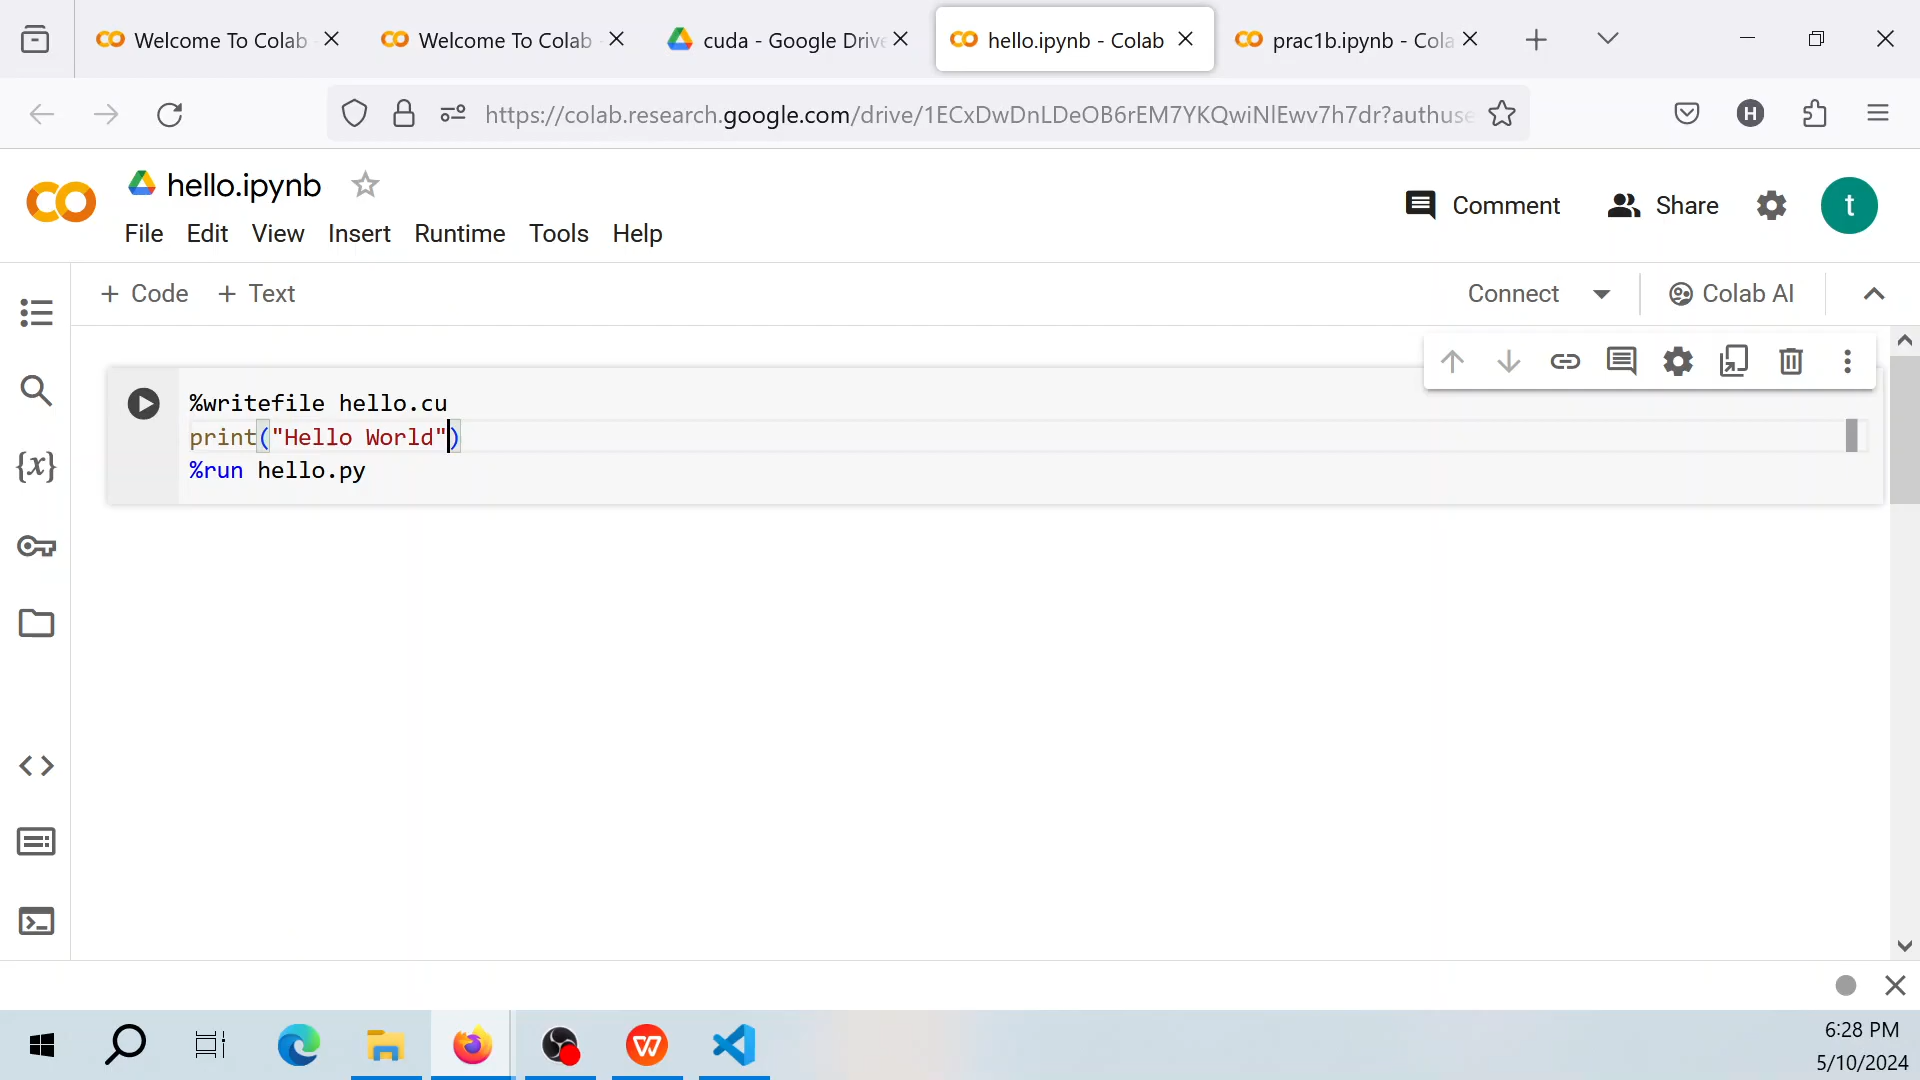 Welcome To Colab
Welcome To Colab
cuda - Google Drive
hello.ipynb - Colab
prac1b.ipynb - Cola
https://colab.research.google.com/drive/1ECxDwDnLDeOB6rEM7YKQwiNlEwv7h7dr?authuse
H
hello.ipynb
Comment
Share
t
File Edit View Insert Runtime Tools Help
+ Code + Text
Connect
Colab AI
%writefile hello.cu
print("Hello World")
%run hello.py
{x}
6:28 PM
5/10/2024